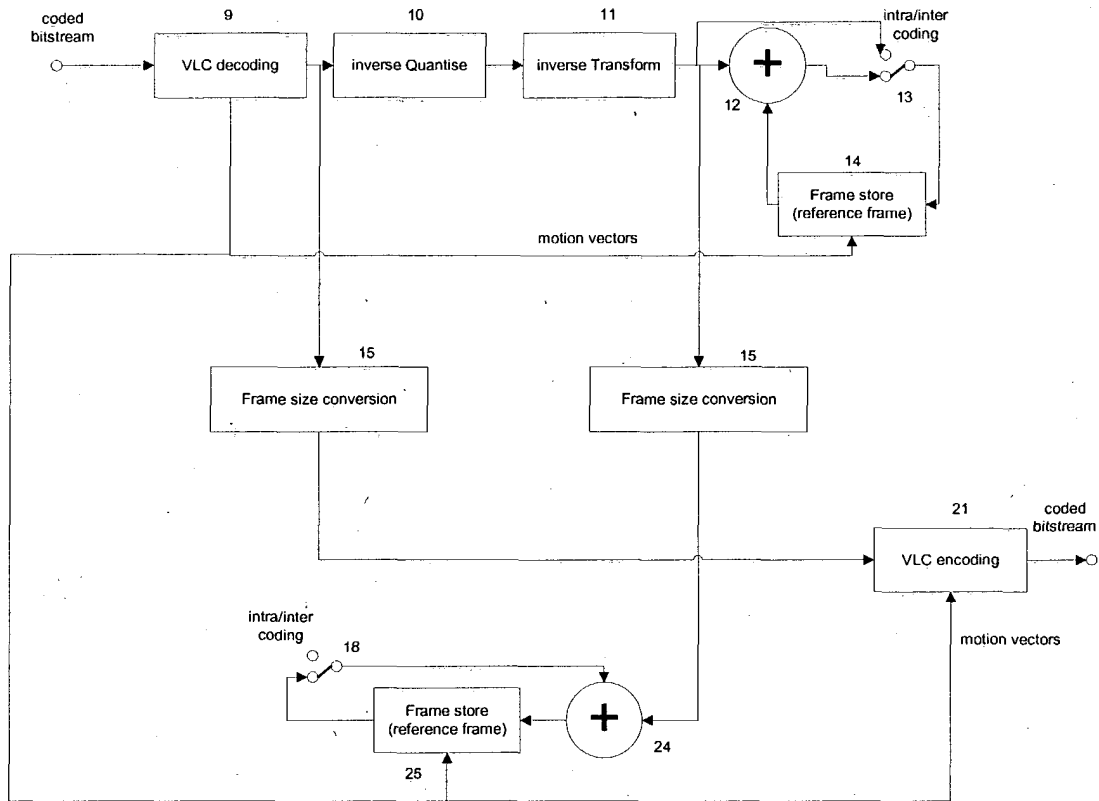 9
10
11
coded
bitstream
intra/inter
coding
VLC decoding
inverse Quantise
inverse Transform
+
12
13
14
Frame store
(reference frame)
motion vectors
15
15
Frame size conversion
Frame size conversion
21
coded
bitstream
VLC encoding
intra/inter
coding
18
motion vectors
Frame store
(reference frame)
+
24
25